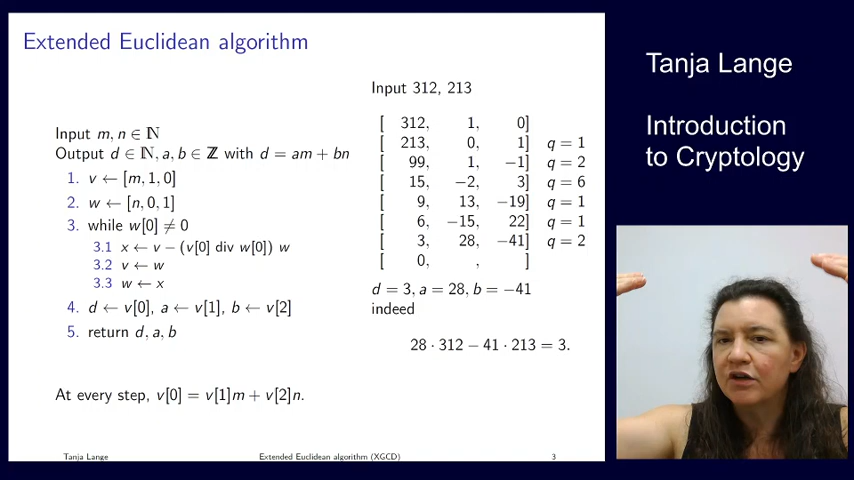 Extended Euclidean algorithm
Input m, n ∈ ℕ
Output d ∈ ℕ, a, b ∈ ℤ with d = am + bn
1. v ← [m, 1, 0]
2. w ← [n, 0, 1]
3. while w[0] ≠ 0
3.1 x ← v − (v[0] div w[0]) w
3.2 v ← w
3.3 w ← x
4. d ← v[0], a ← v[1], b ← v[2]
5. return d, a, b
At every step, v[0] = v[1]m + v[2]n.
Input 312, 213
[ 312, 1, 0]
[ 213, 0, 1] q = 1
[ 99, 1, −1] q = 2
[ 15, −2, 3] q = 6
[ 9, 13, −19] q = 1
[ 6, −15, 22] q = 1
[ 3, 28, −41] q = 2
[ 0, , ]
d = 3, a = 28, b = −41
indeed
28 · 312 − 41 · 213 = 3.
Tanja Lange Extended Euclidean algorithm (XGCD) 3
Tanja Lange
Introduction
to Cryptology